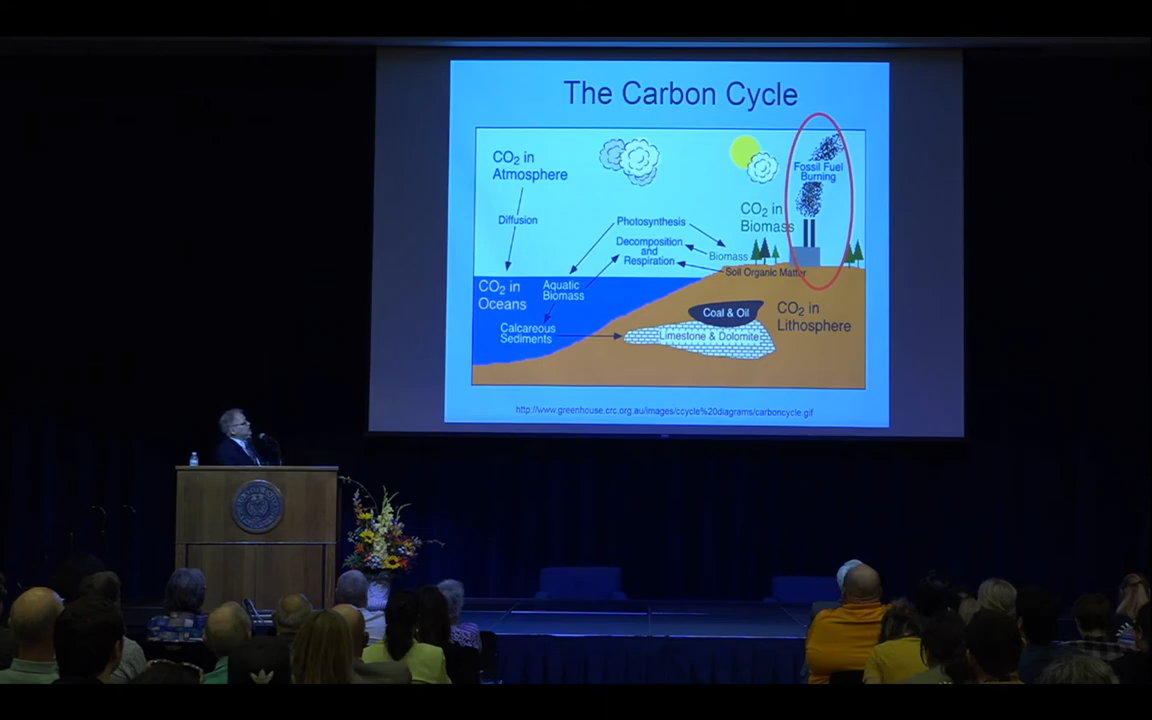 The Carbon Cycle
CO₂ in
Atmosphere
Diffusion
Photosynthesis
Decomposition
and
Respiration
Fossil Fuel
Burning
CO₂ in
Biomass
Biomass
Soil Organic Matter
CO₂ in
Oceans
Aquatic
Biomass
Calcareous
Sediments
Coal & Oil
Limestone & Dolomite
CO₂ in
Lithosphere
http://www.greenhouse.crc.org.au/images/ccycle%20diagrams/carboncycle.gif